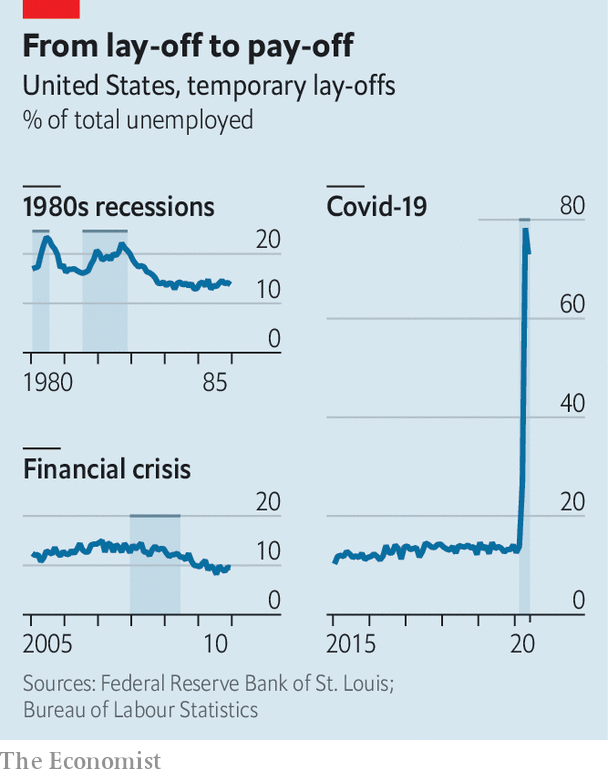 From lay-off to pay-off
United States, temporary lay-offs
% of total unemployed
1980s recessions
20
10
0
1980
85
Financial crisis
20
10
0
2005
10
Covid-19
80
60
40
20
0
2015
20
Sources: Federal Reserve Bank of St. Louis;
Bureau of Labour Statistics
The Economist